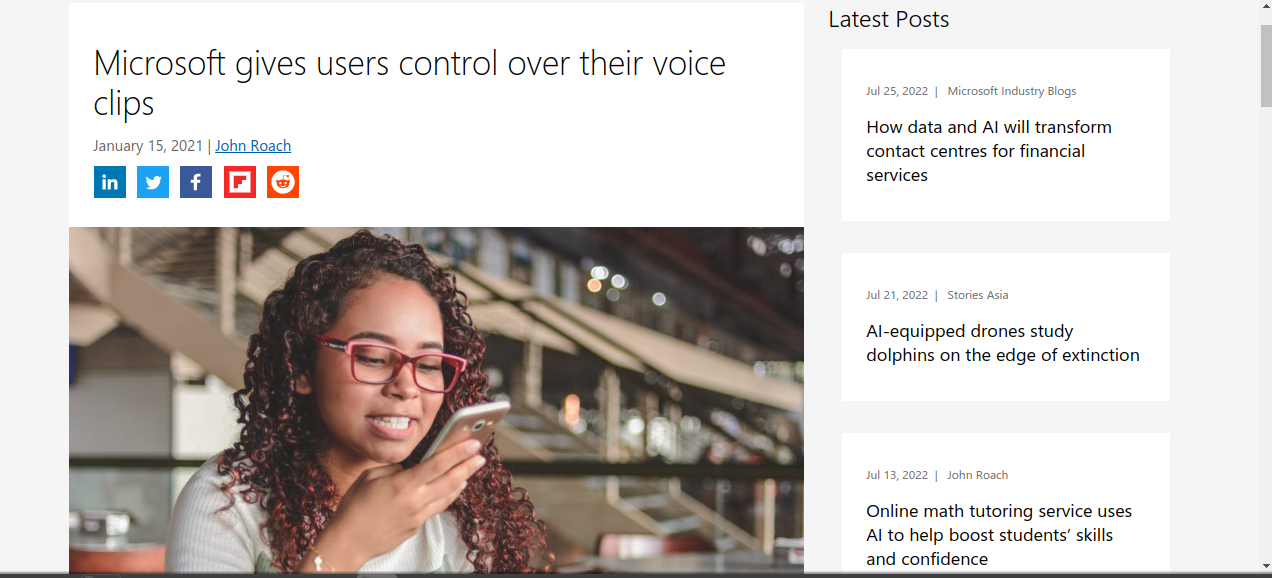 Microsoft gives users control over their voice
clips
January 15, 2021 | John Roach
in
Latest Posts
Jul 25, 2022 | Microsoft Industry Blogs
How data and AI will transform
contact centres for financial
services
Jul 21, 2022 | Stories Asia
AI-equipped drones study
dolphins on the edge of extinction
Jul 13, 2022 | John Roach
Online math tutoring service uses
AI to help boost students’ skills
and confidence